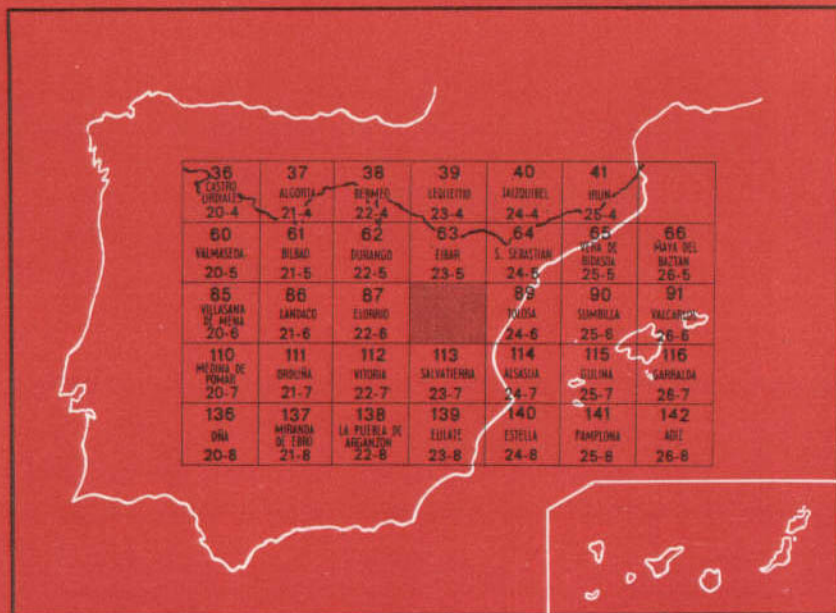 36 37 38 39 40 41
CASTRO URDIALES ALGORTA BERMEO LEQUEITIO JAIZQUIBEL IRUN
20-4 21-4 22-4 23-4 24-4 25-4
60 61 62 63 64 65 66
VALMASEDA BILBAO DURANGO EIBAR S. SEBASTIAN VERA DE BIDASOA MAYA DEL BAZTAN
20-5 21-5 22-5 23-5 24-5 25-5 26-5
85 86 87 89 90 91
VILLASANA DE MENA LANDACO ELORRIO TOLOSA SUMBILLA VALCARLOS
20-6 21-6 22-6 24-6 25-6 26-6
110 111 112 113 114 115 116
MEDINA DE POMAR ORDUÑA VITORIA SALVATIERRA ALSASUA GULINA GARRALDA
20-7 21-7 22-7 23-7 24-7 25-7 26-7
136 137 138 139 140 141 142
OÑA MIRANDA DE EBRO LA PUEBLA DE ARGANZON EULATE ESTELLA PAMPLONA AOIZ
20-8 21-8 22-8 23-8 24-8 25-8 26-8